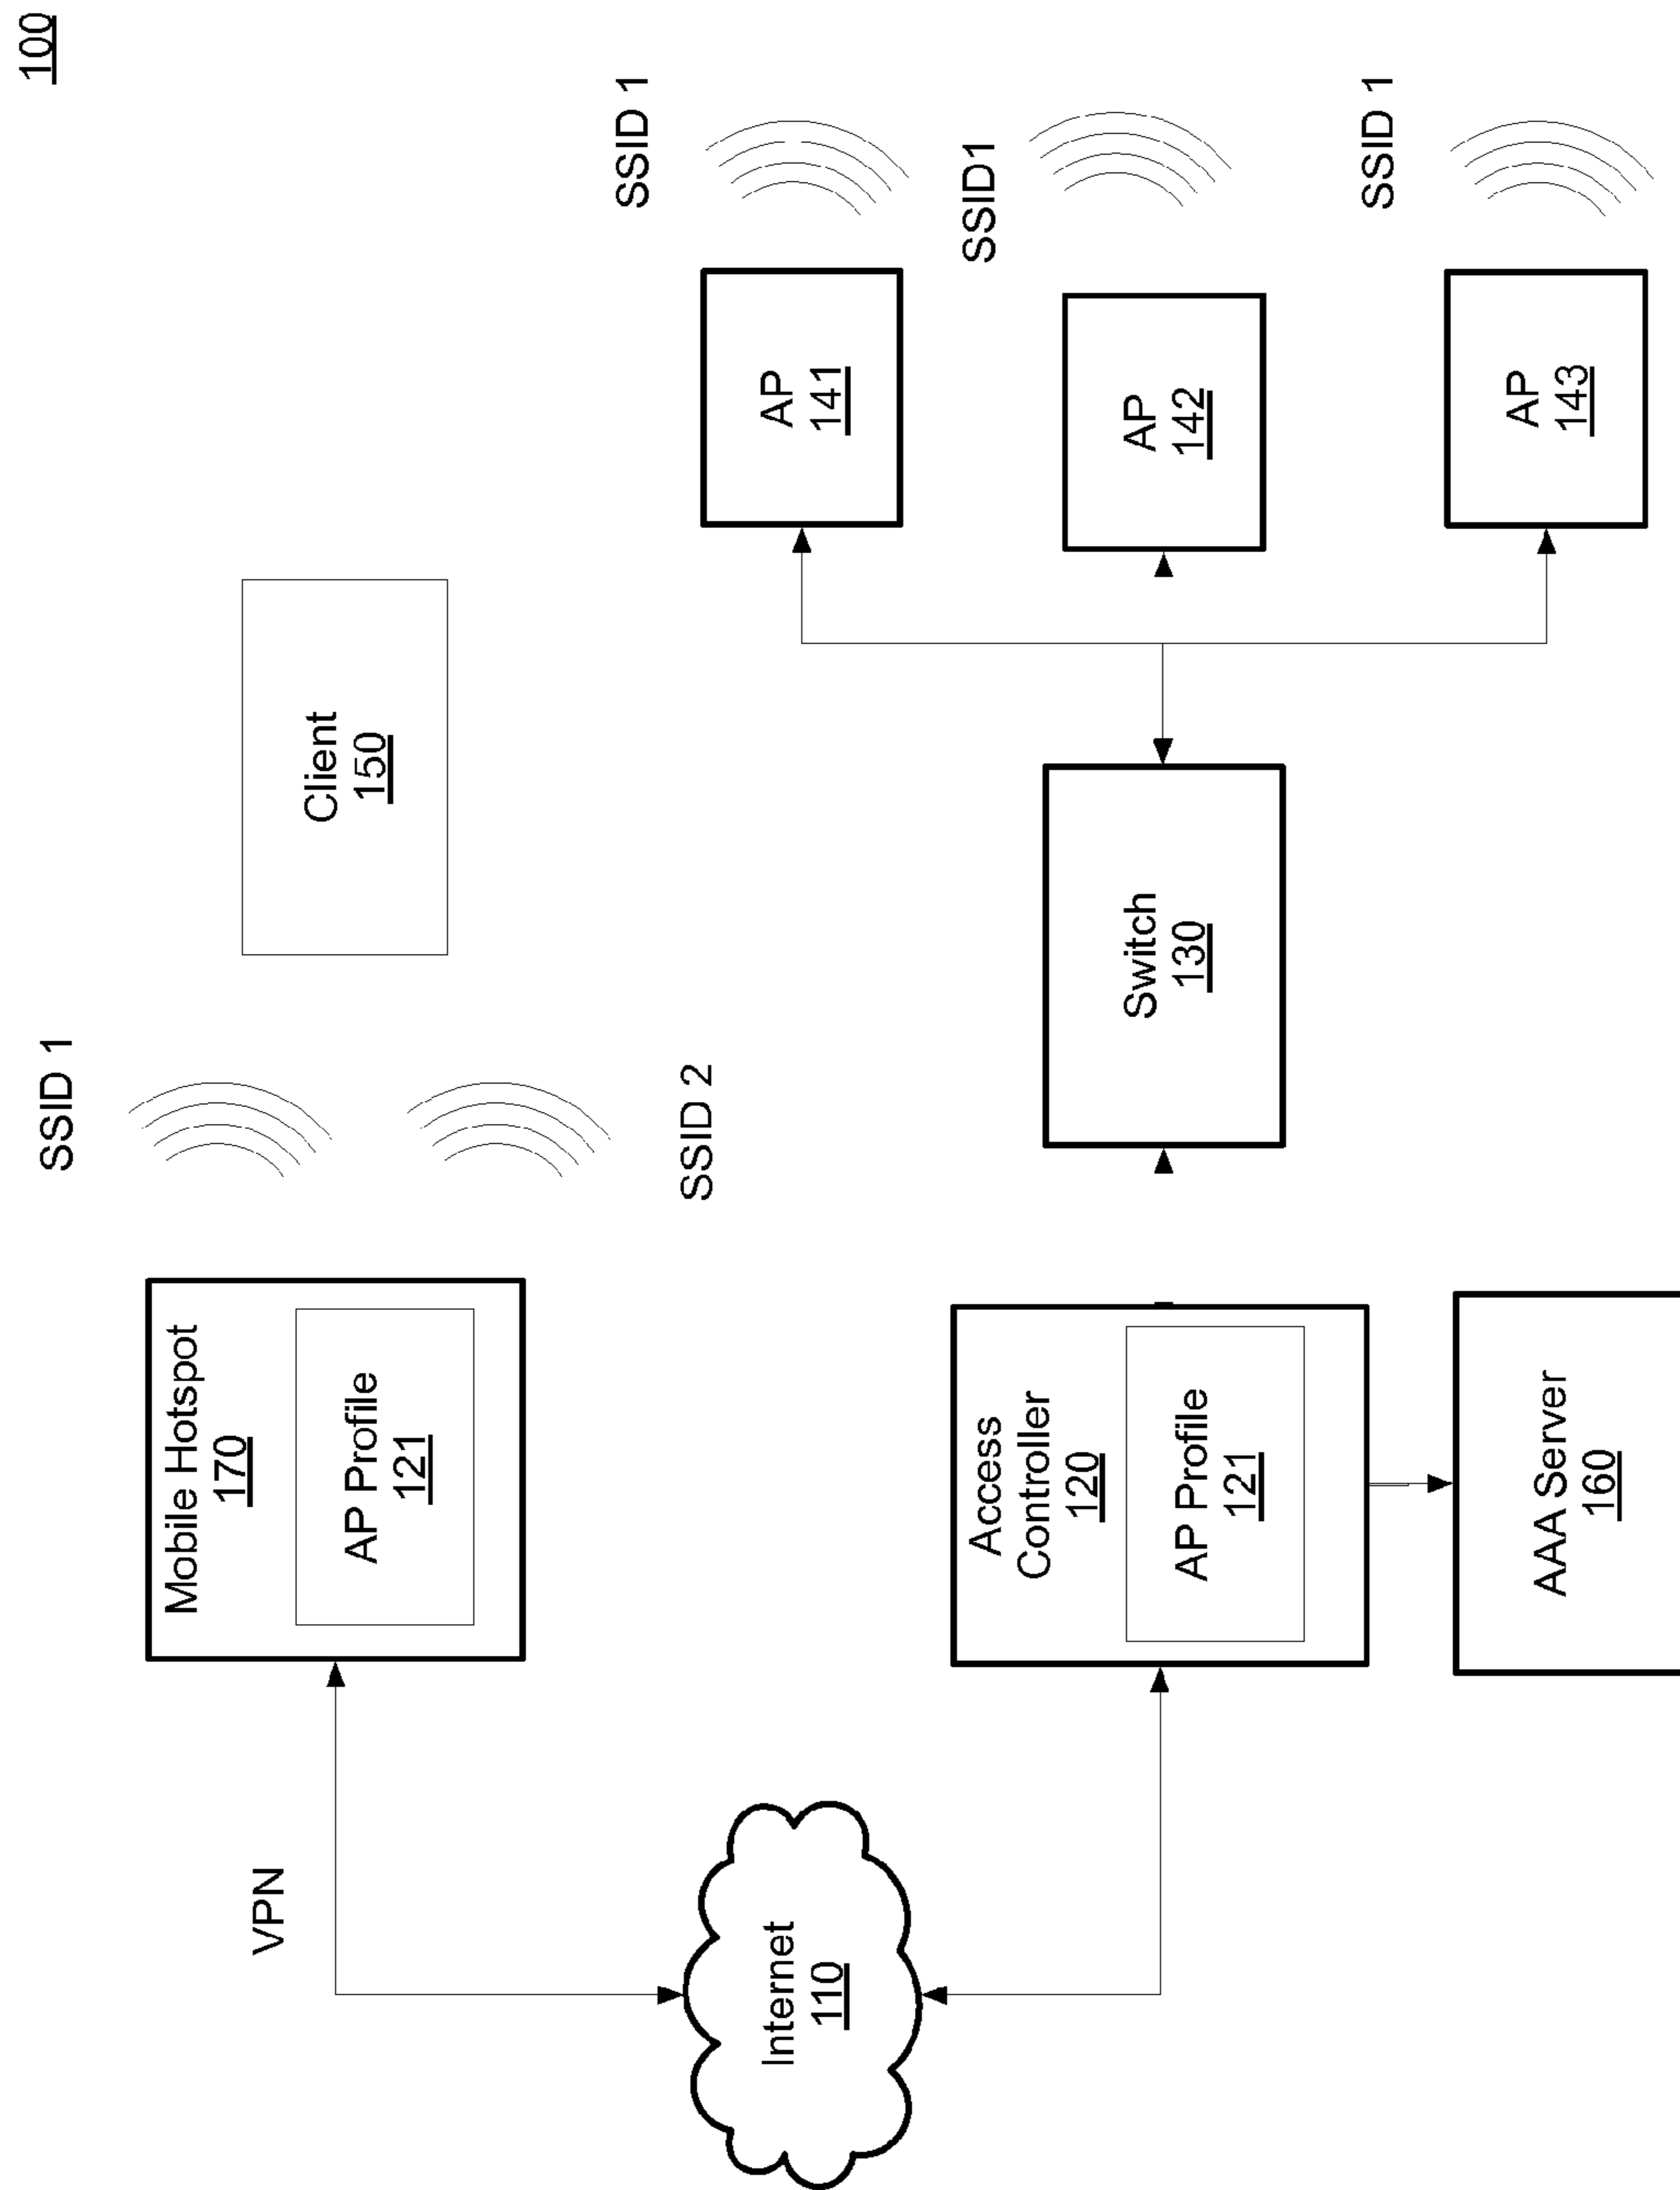 100
SSID 1
SSID 2
Mobile Hotspot
170
AP Profile
121
Client
150
VPN
Internet
110
Access
Controller
120
AP Profile
121
AAA Server
160
Switch
130
AP
141
SSID 1
AP
142
SSID1
AP
143
SSID 1